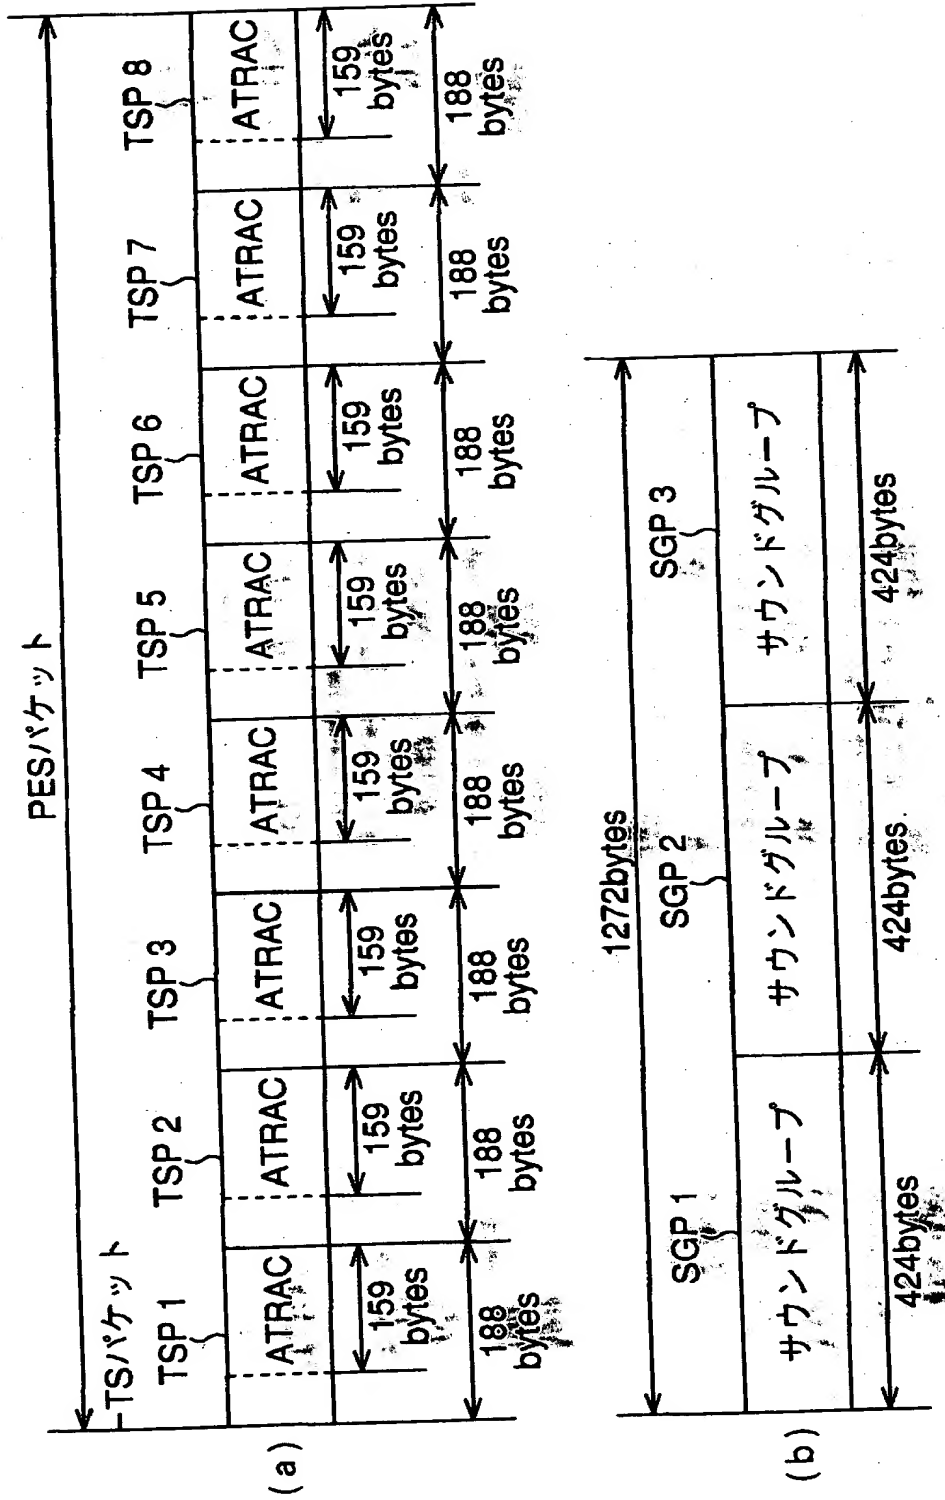 PESパケット
TSパケット
TSP 1 TSP 2 TSP 3 TSP 4 TSP 5 TSP 6 TSP 7 TSP 8
(a)
ATRAC ATRAC ATRAC ATRAC ATRAC ATRAC ATRAC ATRAC
159 bytes 159 bytes 159 bytes 159 bytes 159 bytes 159 bytes 159 bytes 159 bytes
188 bytes 188 bytes 188 bytes 188 bytes 188 bytes 188 bytes 188 bytes 188 bytes
1272bytes
SGP 1 SGP 2 SGP 3
(b)
サウンドグループ サウンドグループ サウンドグループ
424bytes 424bytes 424bytes